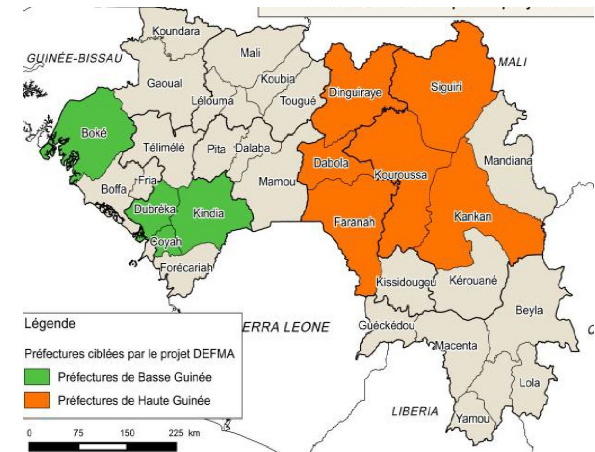 Koundara
GUINÉE-BISSAU
Mali
MALI
Koubia
Gaoual
Siguiri
Dinguiraye
Lélouma
Tougué
Boké
Télimélé
Pita
Dalaba
Dabola
Mandiana
Fria
Mamou
Kouroussa
Boffa
Dubréka
Kindia
Faranah
Kankan
Coyah
Forécariah
Kissidougou
Kérouané
Beyla
Légende
ERRA LEONE
Guéckédou
Macenta
Préfectures ciblées par le projet DEFMA
Préfectures de Basse Guinée
Lola
Préfectures de Haute Guinée
LIBERIA
Yamou
0 75 150 225 km